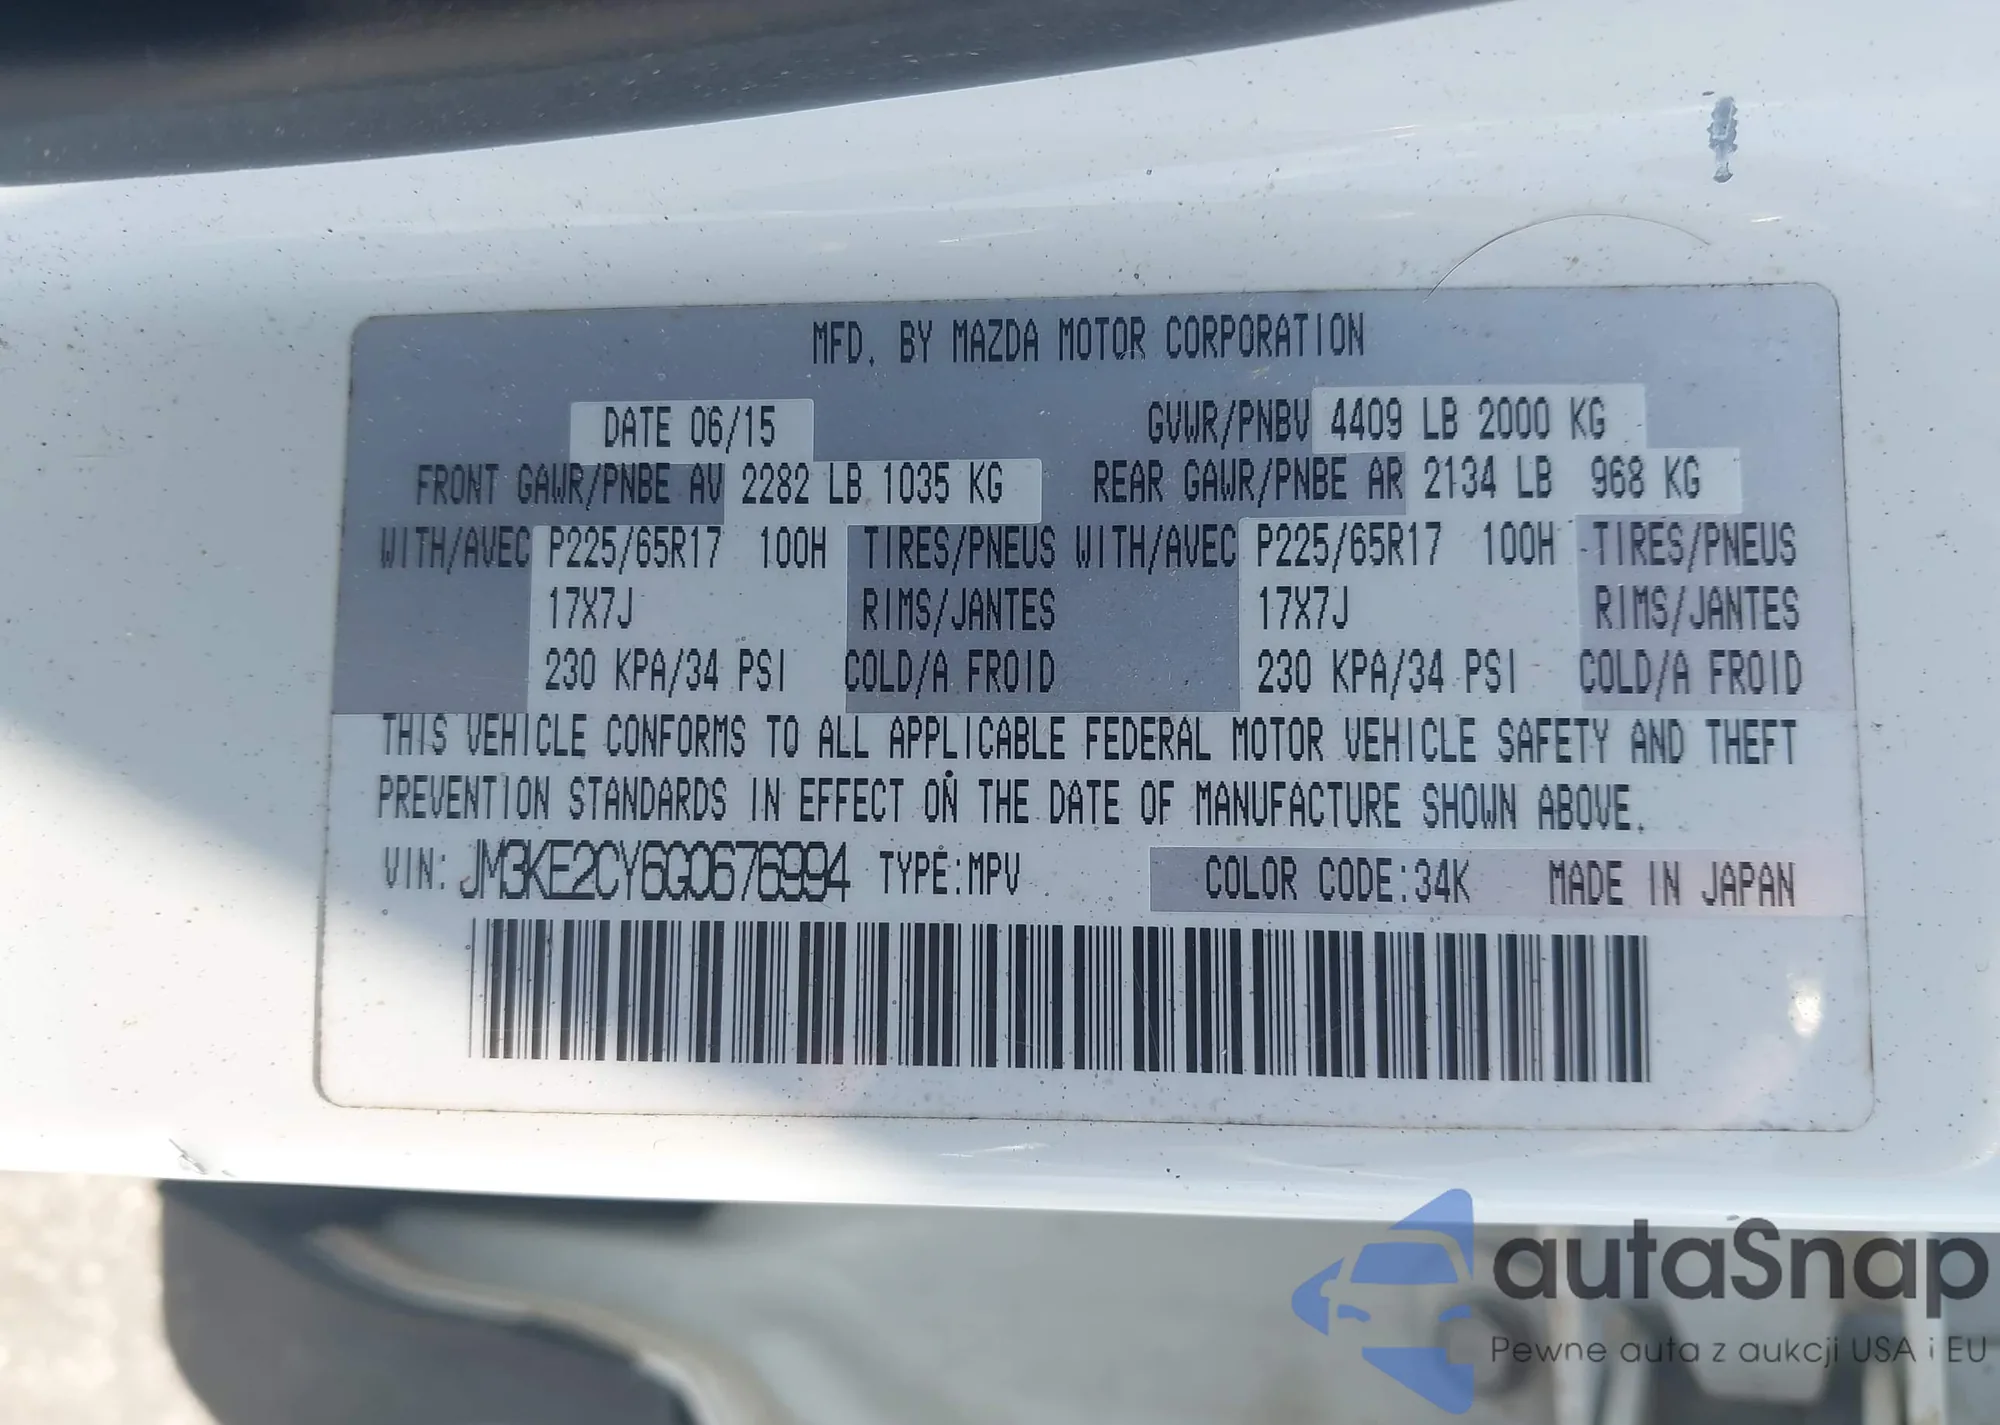 MFD. BY MAZDA MOTOR CORPORATION
DATE 06/15 GVWR/PNBV 4409 LB 2000 KG
FRONT GAWR/PNBE AV 2282 LB 1035 KG REAR GAWR/PNBE AR 2134 LB 968 KG
WITH/AVEC P225/65R17 100H TIRES/PNEUS WITH/AVEC P225/65R17 100H TIRES/PNEUS
17X7J RIMS/JANTES 17X7J RIMS/JANTES
230 KPA/34 PSI COLD/A FROID 230 KPA/34 PSI COLD/A FROID
THIS VEHICLE CONFORMS TO ALL APPLICABLE FEDERAL MOTOR VEHICLE SAFETY AND THEFT
PREVENTION STANDARDS IN EFFECT ON THE DATE OF MANUFACTURE SHOWN ABOVE.
VIN: JM3KE2CY6G0676994 TYPE:MPV COLOR CODE:34K MADE IN JAPAN
autaSnap
Pewne auta z aukcji USA i EU